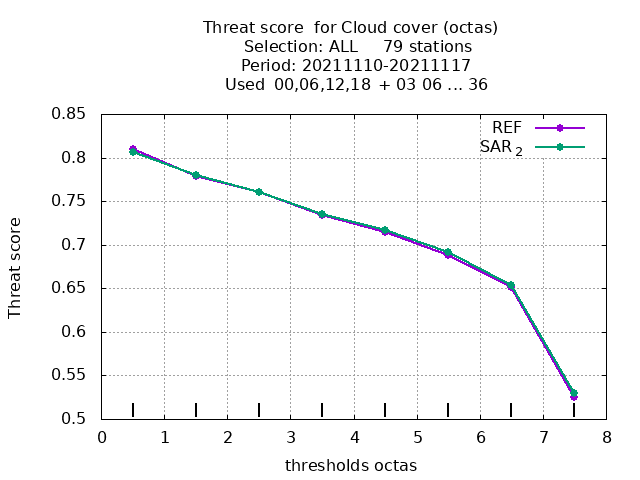 Threat score  for Cloud cover (octas)
Selection: ALL     79 stations
Period: 20211110-20211117
Used  00,06,12,18  + 03 06 ... 36
REF
SAR 2
0.85
0.8
0.75
0.7
0.65
0.6
0.55
0.5
Threat score
0 1 2 3 4 5 6 7 8
thresholds octas